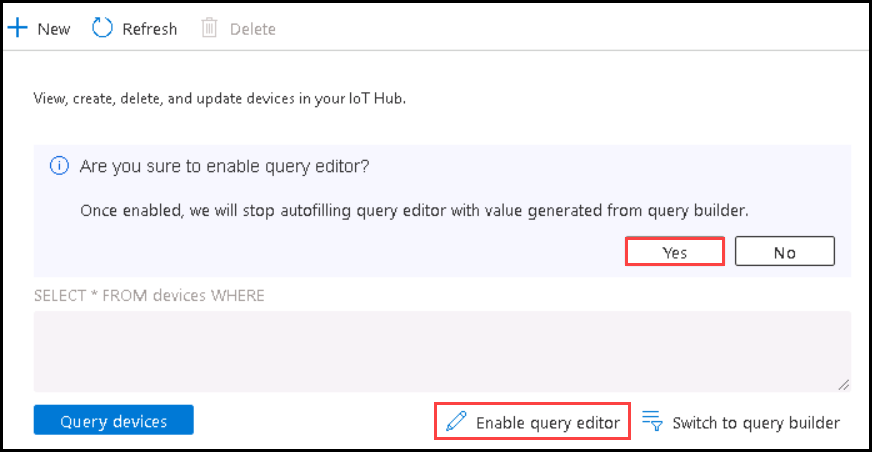 New Refresh Delete
View, create, delete, and update devices in your IoT Hub.
Are you sure to enable query editor?
Once enabled, we will stop autofilling query editor with value generated from query builder.
Yes No
SELECT * FROM devices WHERE
Query devices Enable query editor Switch to query builder